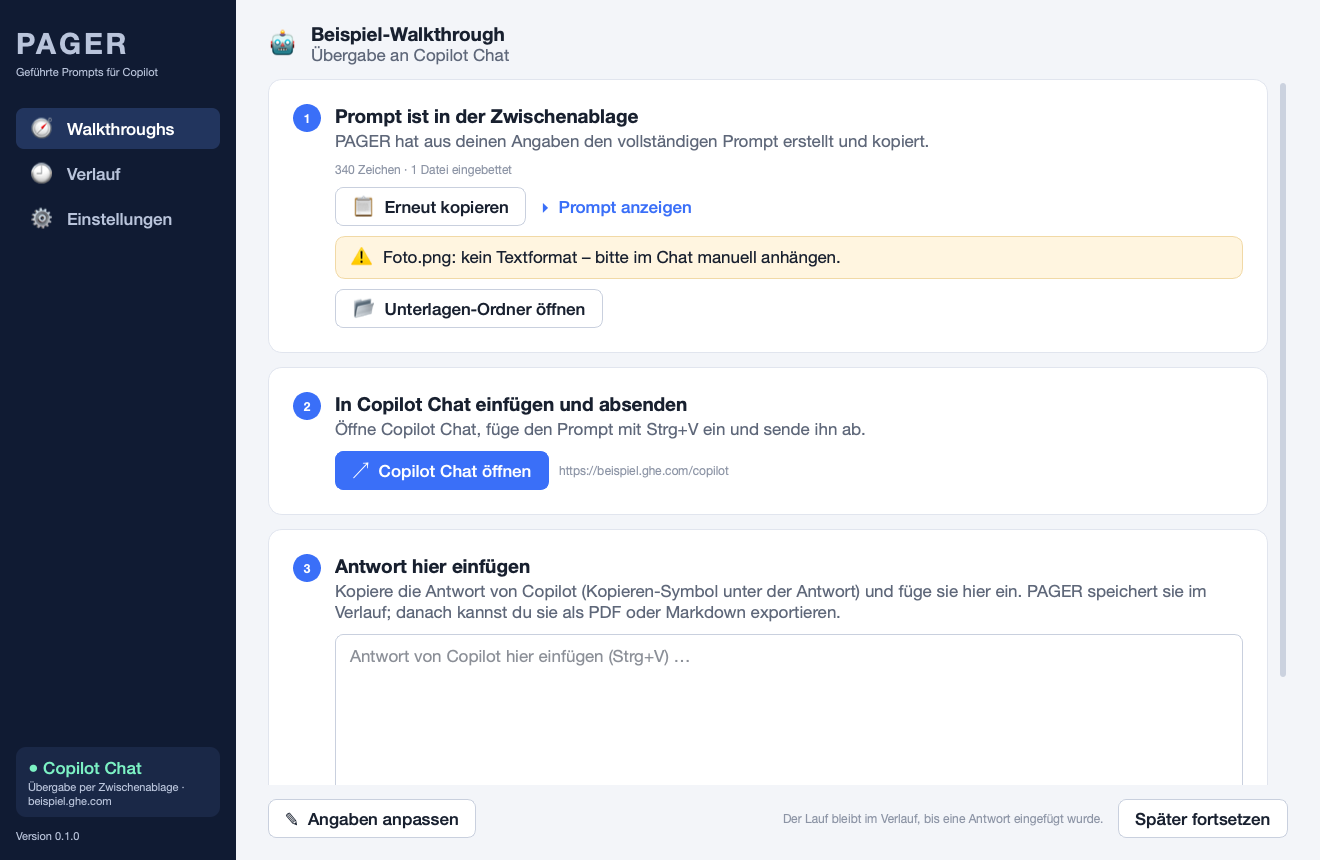 PAGER
Geführte Prompts für Copilot
Walkthroughs
Verlauf
Einstellungen
Copilot Chat
Übergabe per Zwischenablage ·
beispiel.ghe.com
Version 0.1.0
Beispiel-Walkthrough
Übergabe an Copilot Chat
1
Prompt ist in der Zwischenablage
PAGER hat aus deinen Angaben den vollständigen Prompt erstellt und kopiert.
340 Zeichen · 1 Datei eingebettet
Erneut kopieren
Prompt anzeigen
Foto.png: kein Textformat – bitte im Chat manuell anhängen.
Unterlagen-Ordner öffnen
2
In Copilot Chat einfügen und absenden
Öffne Copilot Chat, füge den Prompt mit Strg+V ein und sende ihn ab.
Copilot Chat öffnen
https://beispiel.ghe.com/copilot
3
Antwort hier einfügen
Kopiere die Antwort von Copilot (Kopieren-Symbol unter der Antwort) und füge sie hier ein. PAGER speichert sie im
Verlauf; danach kannst du sie als PDF oder Markdown exportieren.
Antwort von Copilot hier einfügen (Strg+V) …
Angaben anpassen
Der Lauf bleibt im Verlauf, bis eine Antwort eingefügt wurde.
Später fortsetzen